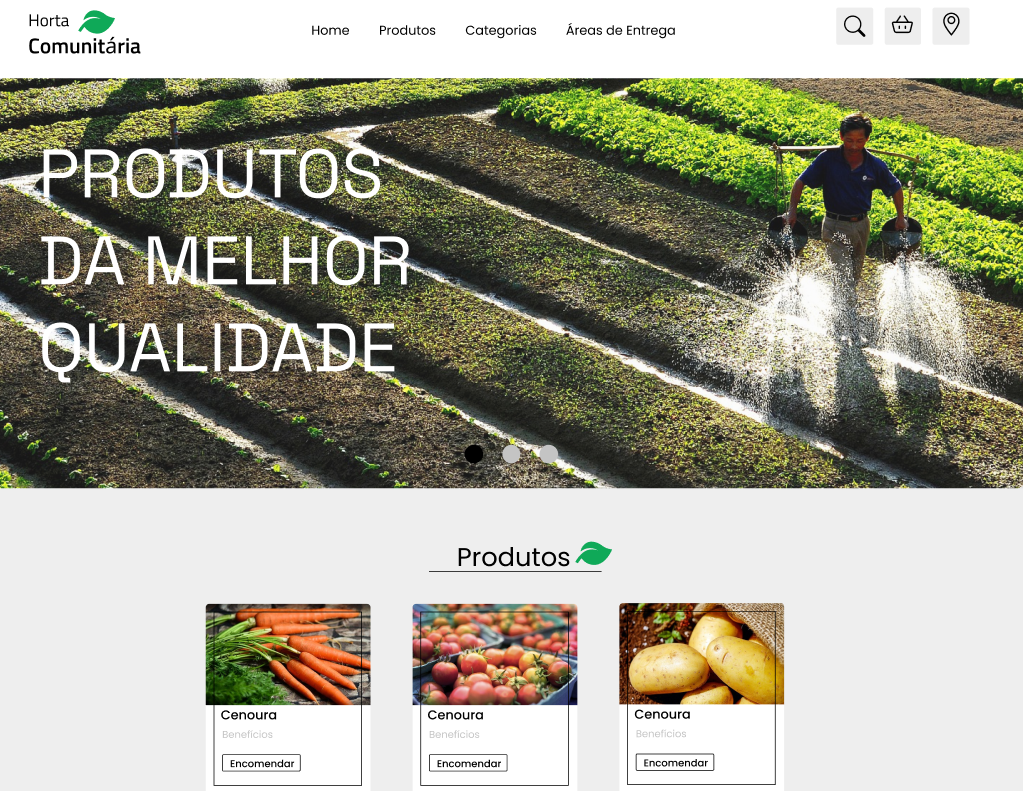 Horta
Comunitária
Home Produtos Categorias Áreas de Entrega
PRODUTOS
DA MELHOR
QUALIDADE
Produtos
Cenoura Cenoura Cenoura
Benefícios Benefícios Benefícios
Encomendar Encomendar Encomendar